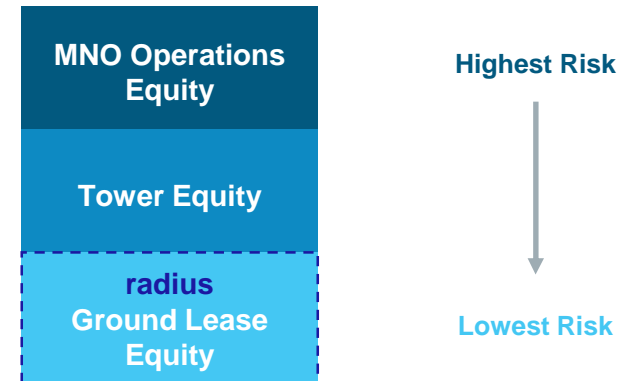 MNO Operations
Equity
Highest Risk
Tower Equity
radius
Ground Lease
Equity
Lowest Risk